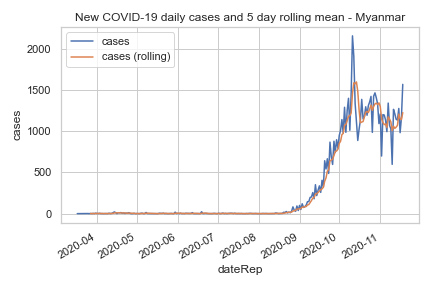 New COVID-19 daily cases and 5 day rolling mean - Myanmar
cases
cases (rolling)
2000
1500
1000
500
0
cases
2020-04
2020-05
2020-06
2020-07
2020-08
2020-09
2020-10
2020-11
dateRep